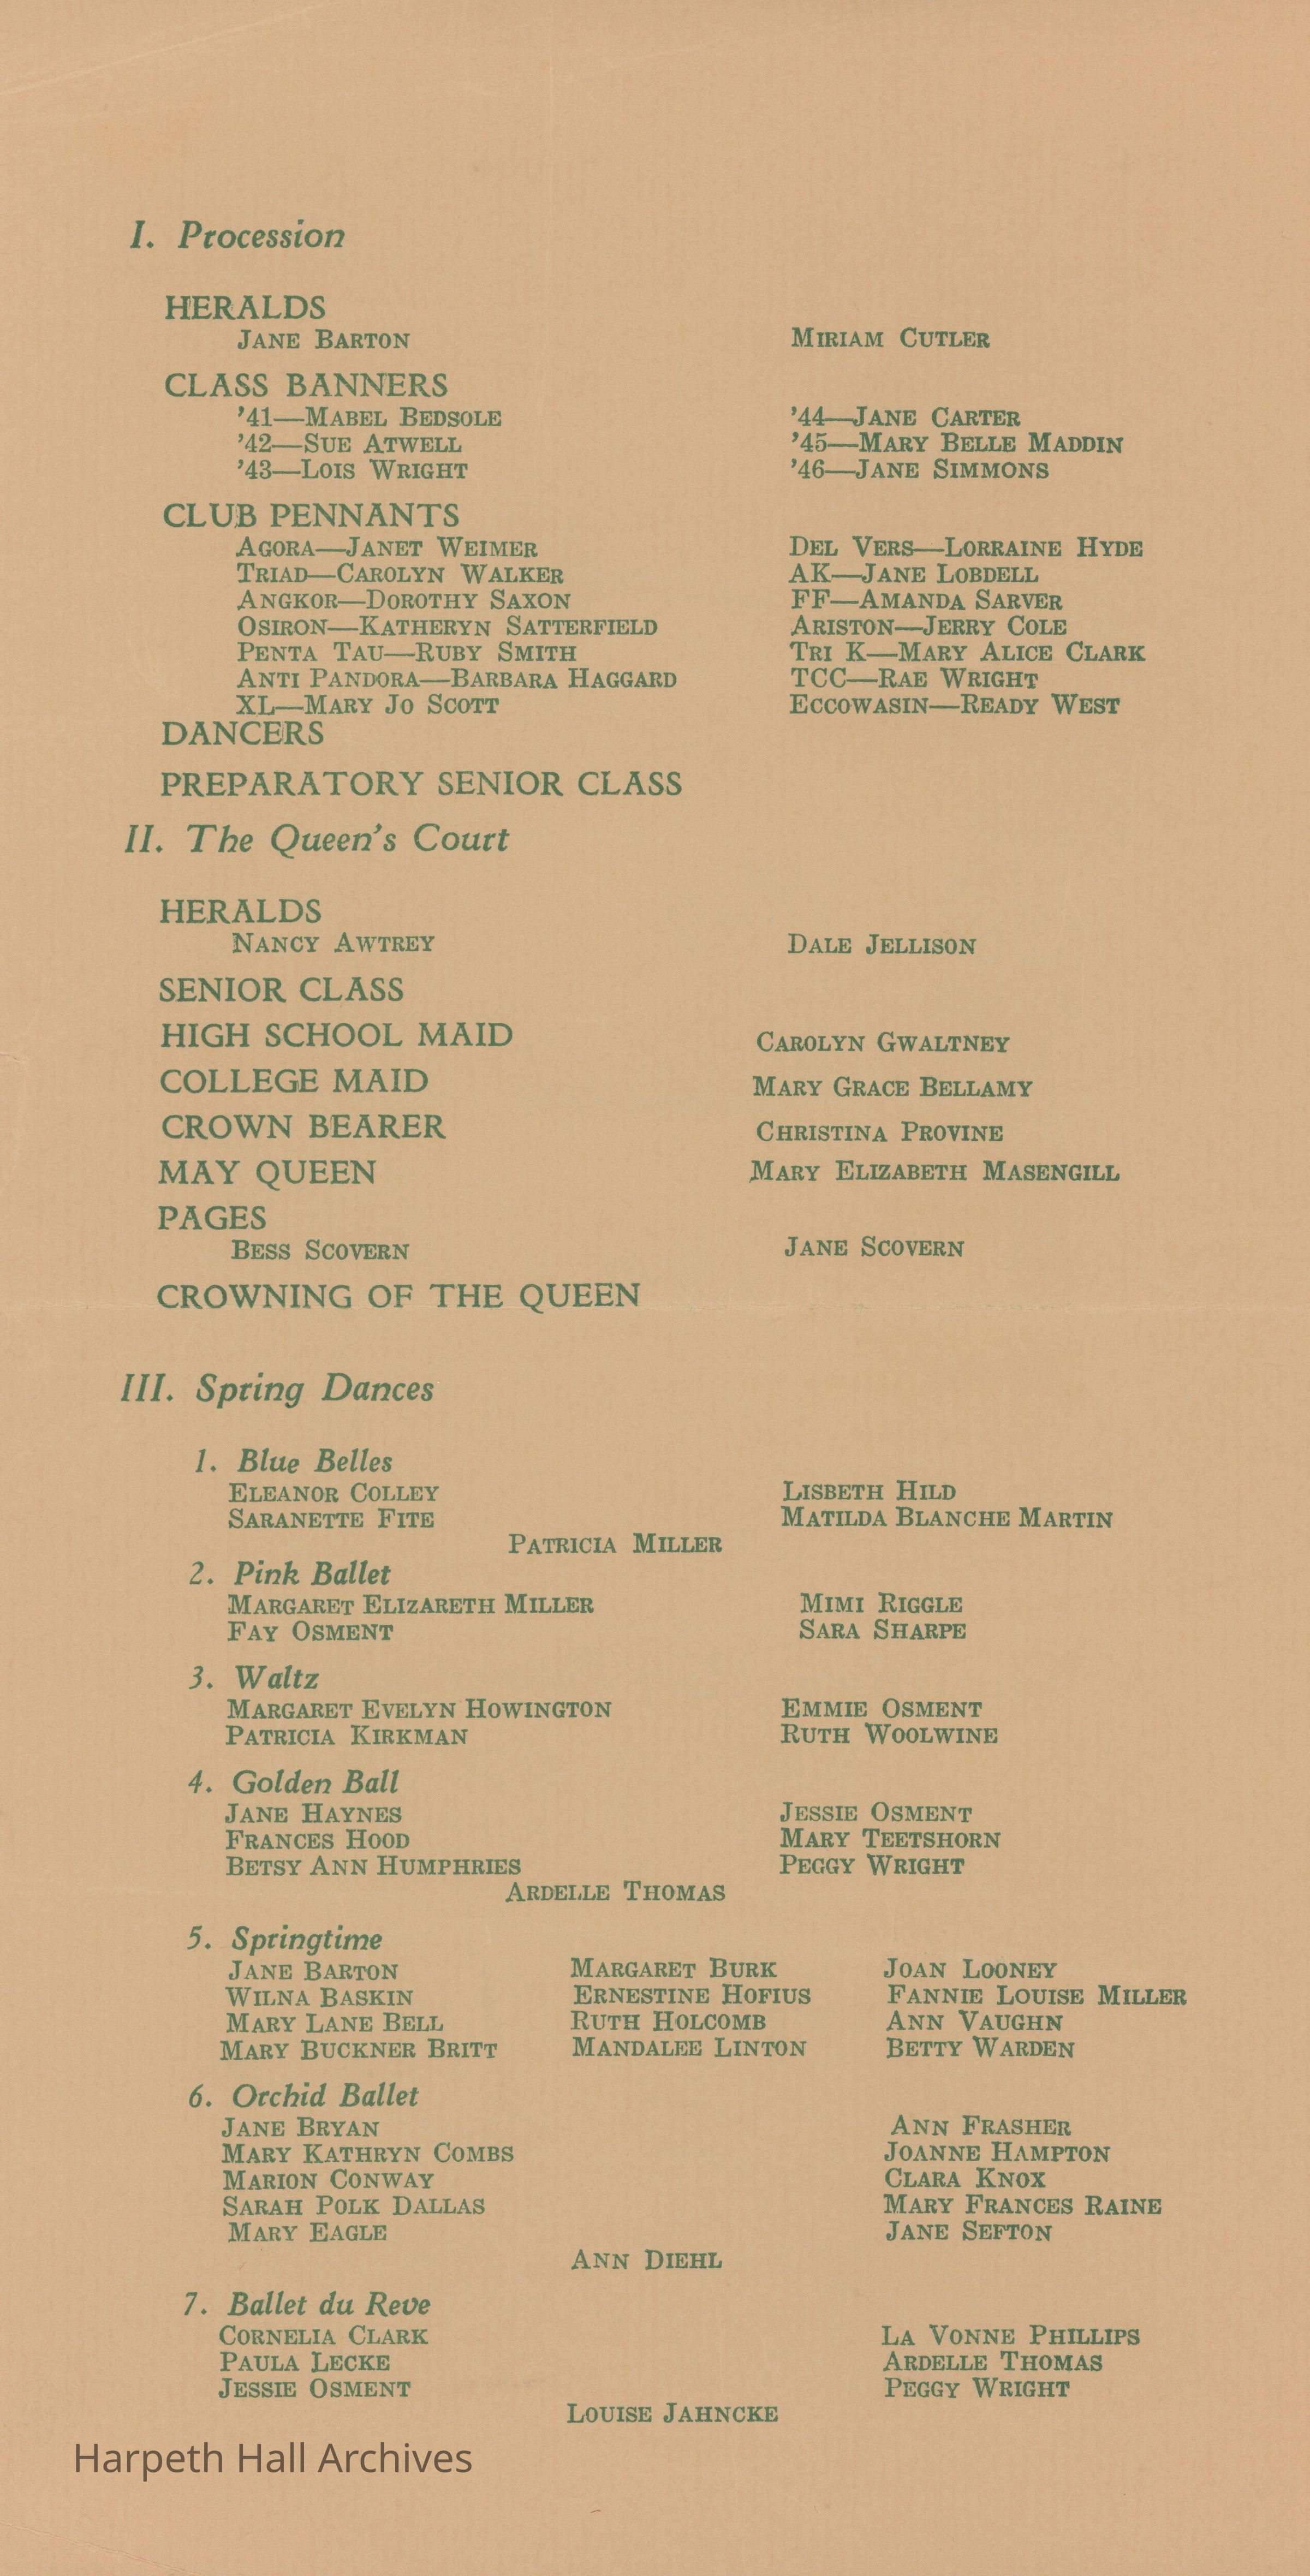 I. Procession
HERALDS
JANE BARTON MIRIAM CUTLER
CLASS BANNERS
'41—MABEL BEDSOLE '44—JANE CARTER
'42—SUE ATWELL '45—MARY BELLE MADDIN
'43—LOIS WRIGHT '46—JANE SIMMONS
CLUB PENNANTS
AGORA—JANET WEIMER DEL VERS—LORRAINE HYDE
TRIAD—CAROLYN WALKER AK—JANE LOBDELL
ANGKOR—DOROTHY SAXON FF—AMANDA SARVER
OSIRON—KATHERYN SATTERFIELD ARISTON—JERRY COLE
PENTA TAU—RUBY SMITH TRI K—MARY ALICE CLARK
ANTI PANDORA—BARBARA HAGGARD TCC—RAE WRIGHT
XL—MARY JO SCOTT ECCOWASIN—READY WEST
DANCERS
PREPARATORY SENIOR CLASS
II. The Queen's Court
HERALDS
NANCY AWTREY DALE JELLISON
SENIOR CLASS
HIGH SCHOOL MAID CAROLYN GWALTNEY
COLLEGE MAID MARY GRACE BELLAMY
CROWN BEARER CHRISTINA PROVINE
MAY QUEEN MARY ELIZABETH MASENGILL
PAGES
BESS SCOVERN JANE SCOVERN
CROWNING OF THE QUEEN
III. Spring Dances
1. Blue Belles
ELEANOR COLLEY LISBETH HILD
SARANETTE FITE MATILDA BLANCHE MARTIN
PATRICIA MILLER
2. Pink Ballet
MARGARET ELIZARETH MILLER MIMI RIGGLE
FAY OSMENT SARA SHARPE
3. Waltz
MARGARET EVELYN HOWINGTON EMMIE OSMENT
PATRICIA KIRKMAN RUTH WOOLWINE
4. Golden Ball
JANE HAYNES JESSIE OSMENT
FRANCES HOOD MARY TEETSHORN
BETSY ANN HUMPHRIES PEGGY WRIGHT
ARDELLE THOMAS
5. Springtime
JANE BARTON MARGARET BURK JOAN LOONEY
WILNA BASKIN ERNESTINE HOFIUS FANNIE LOUISE MILLER
MARY LANE BELL RUTH HOLCOMB ANN VAUGHN
MARY BUCKNER BRITT MANDALEE LINTON BETTY WARDEN
6. Orchid Ballet
JANE BRYAN ANN FRASHER
MARY KATHRYN COMBS JOANNE HAMPTON
MARION CONWAY CLARA KNOX
SARAH POLK DALLAS MARY FRANCES RAINE
MARY EAGLE JANE SEFTON
ANN DIEHL
7. Ballet du Reve
CORNELIA CLARK LA VONNE PHILLIPS
PAULA LECKE ARDELLE THOMAS
JESSIE OSMENT PEGGY WRIGHT
LOUISE JAHNCKE
Harpeth Hall Archives